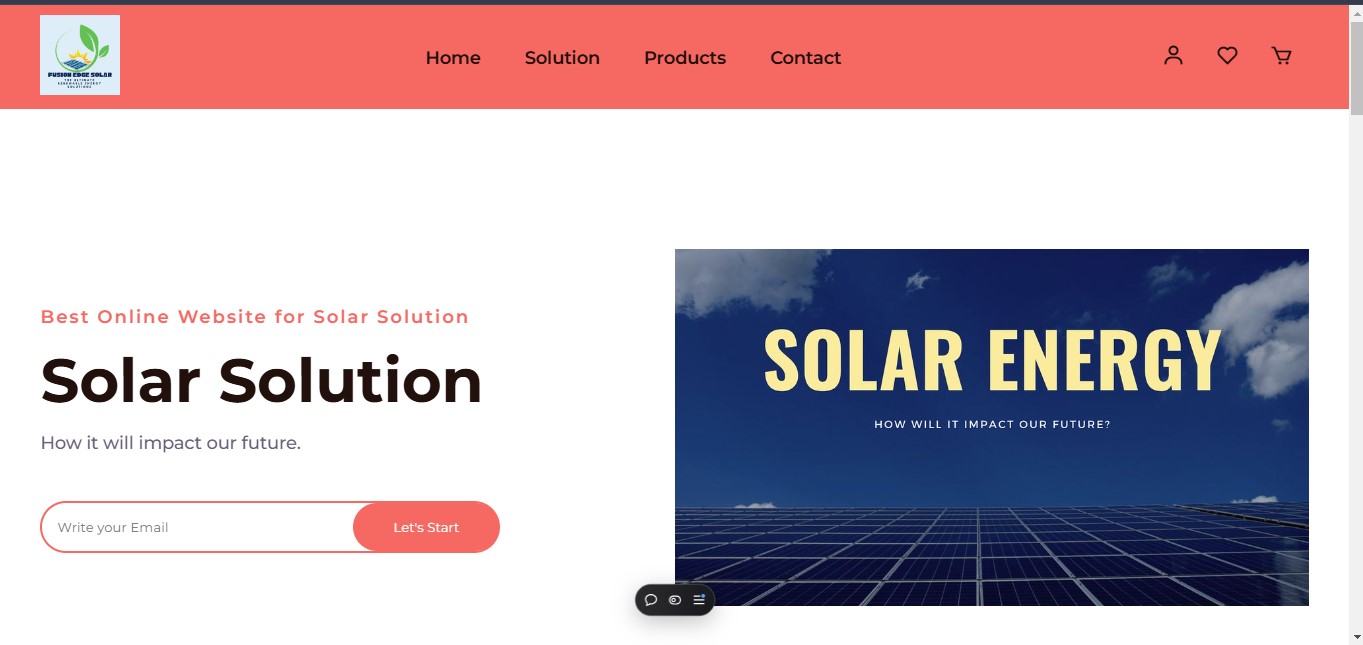 FUSION EDGE SOLAR
THE ULTIMATE
RENEWABLE ENERGY
SOLUTIONS
Home Solution Products Contact
Best Online Website for Solar Solution
Solar Solution
How it will impact our future.
Write your Email Let's Start
SOLAR ENERGY
HOW WILL IT IMPACT OUR FUTURE?